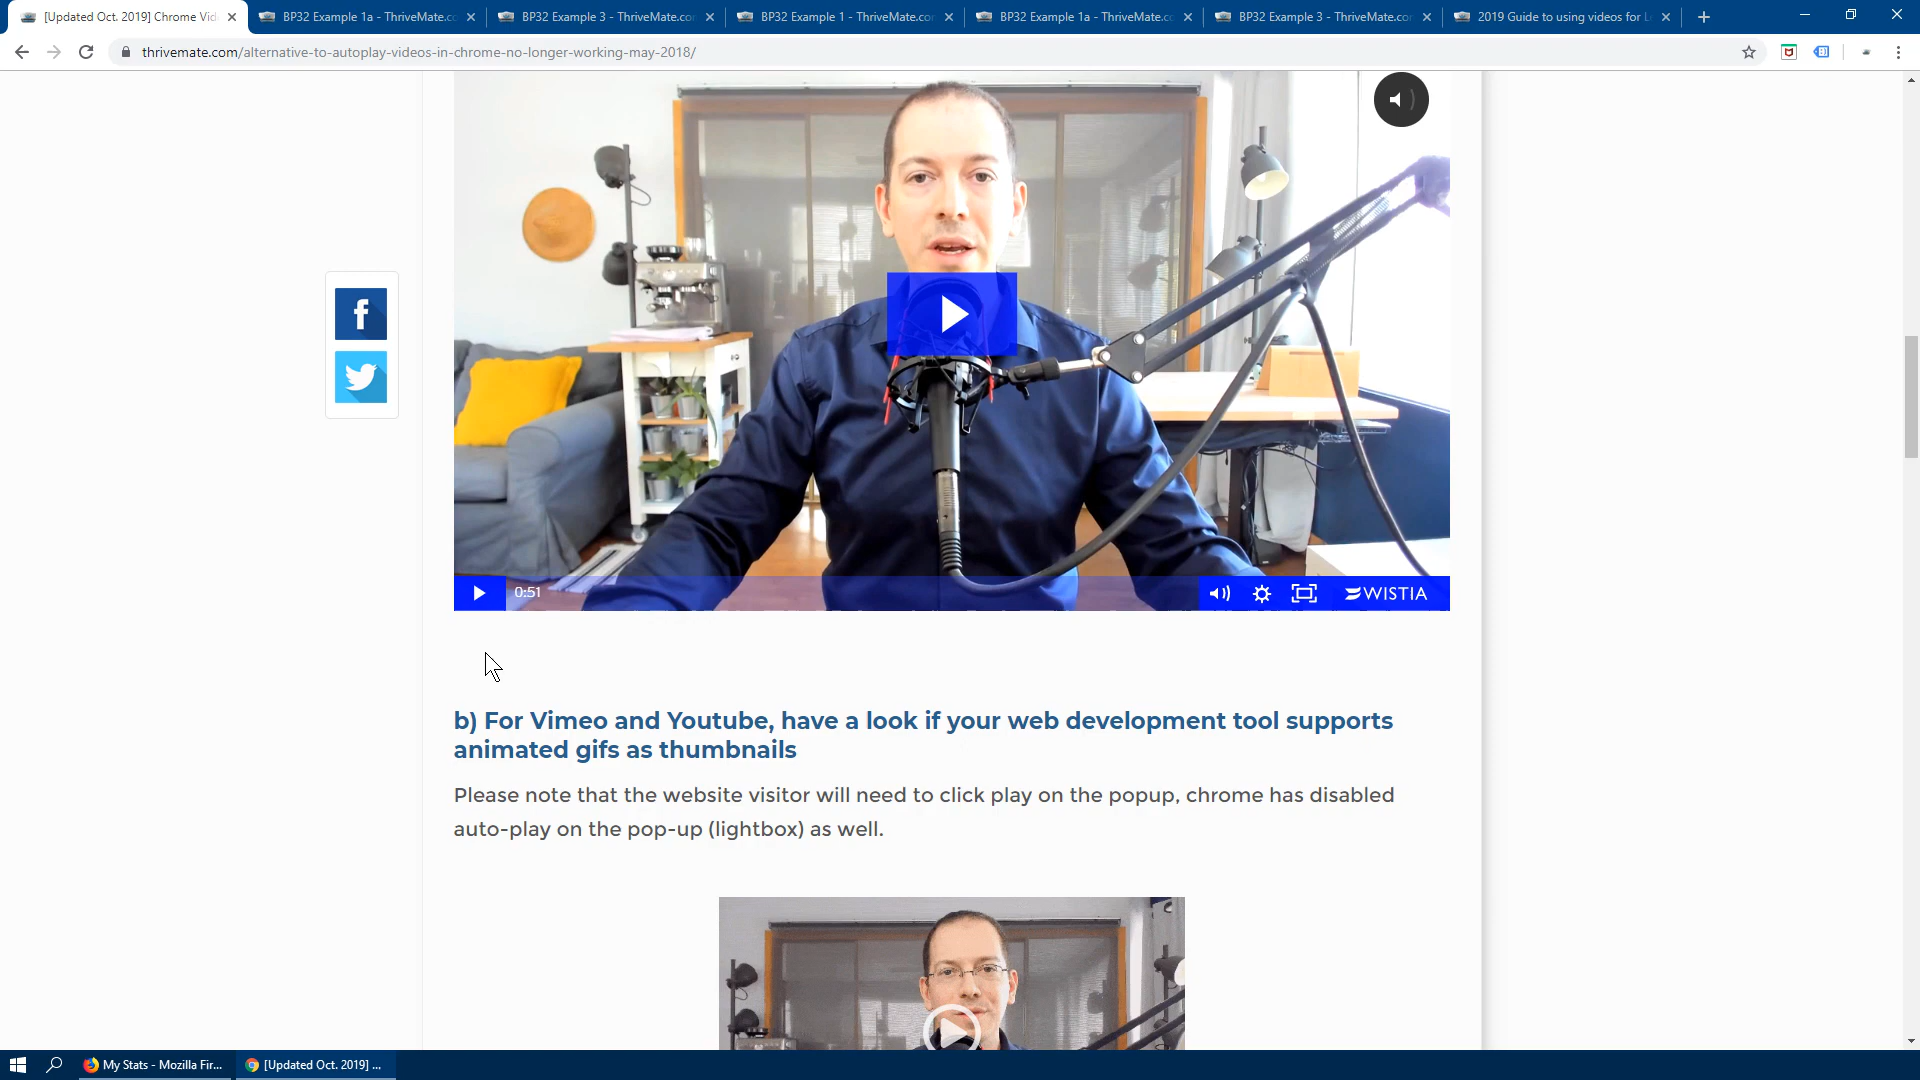 [Updated Oct. 2019] Chrome Vid
BP32 Example 1a - ThriveMate.co
BP32 Example 3 - ThriveMate.com
BP32 Example 1 - ThriveMate.com
BP32 Example 1a - ThriveMate.co
BP32 Example 3 - ThriveMate.com
2019 Guide to using videos for L
thrivemate.com/alternative-to-autoplay-videos-in-chrome-no-longer-working-may-2018/
0:51
WISTIA
b) For Vimeo and Youtube, have a look if your web development tool supports
animated gifs as thumbnails
Please note that the website visitor will need to click play on the popup, chrome has disabled
auto-play on the pop-up (lightbox) as well.
My Stats - Mozilla Fir...
[Updated Oct. 2019] ...